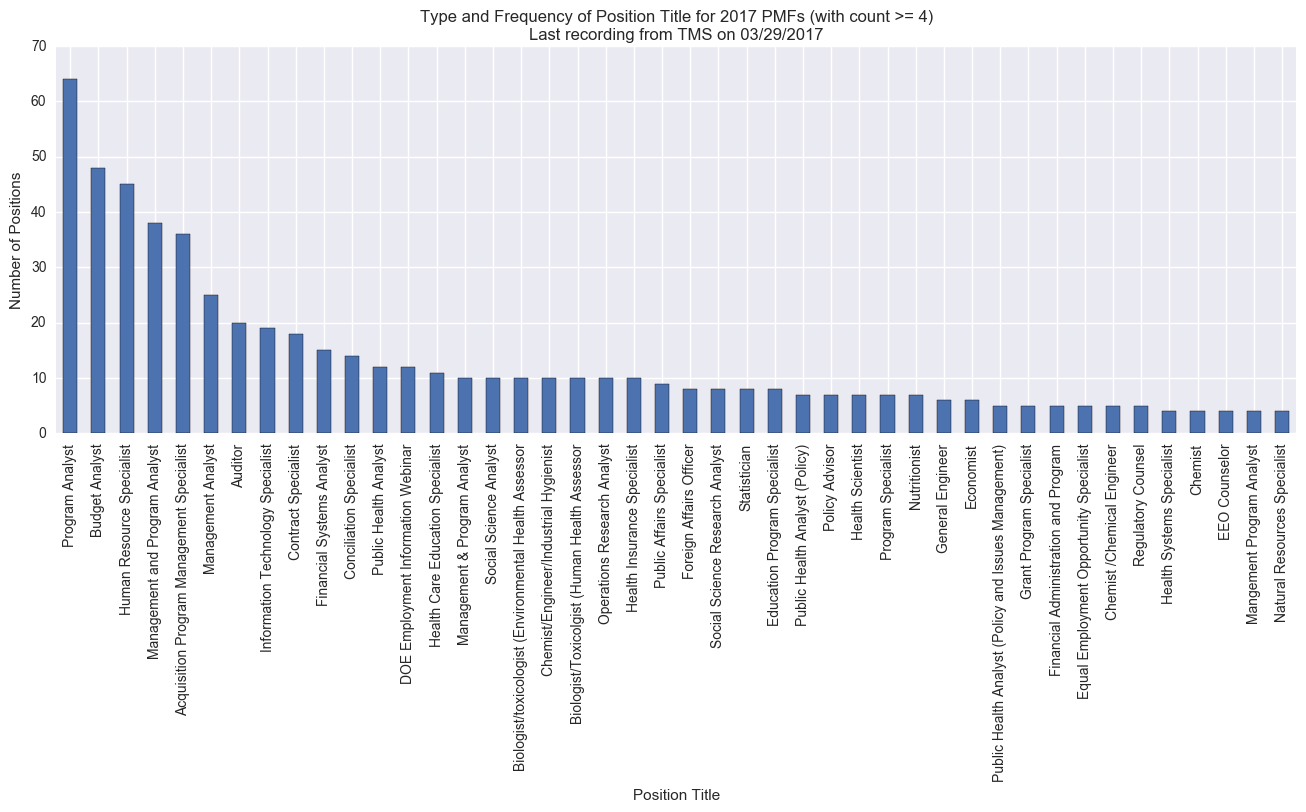 Type and Frequency of Position Title for 2017 PMFs (with count >= 4)
Last recording from TMS on 03/29/2017
Number of Positions
70
60
50
40
30
20
10
0
Program Analyst
Budget Analyst
Human Resource Specialist
Management and Program Analyst
Acquisition Program Management Specialist
Management Analyst
Auditor
Information Technology Specialist
Contract Specialist
Financial Systems Analyst
Conciliation Specialist
Public Health Analyst
DOE Employment Information Webinar
Health Care Education Specialist
Management & Program Analyst
Social Science Analyst
Biologist/toxicologist (Environmental Health Assessor
Chemist/Engineer/Industrial Hygienist
Biologist/Toxicolgist (Human Health Assessor
Operations Research Analyst
Health Insurance Specialist
Public Affairs Specialist
Foreign Affairs Officer
Social Science Research Analyst
Statistician
Education Program Specialist
Public Health Analyst (Policy)
Policy Advisor
Health Scientist
Program Specialist
Nutritionist
General Engineer
Economist
Public Health Analyst (Policy and Issues Management)
Grant Program Specialist
Financial Administration and Program
Equal Employment Opportunity Specialist
Chemist /Chemical Engineer
Regulatory Counsel
Health Systems Specialist
Chemist
EEO Counselor
Mangement Program Analyst
Natural Resources Specialist
Position Title